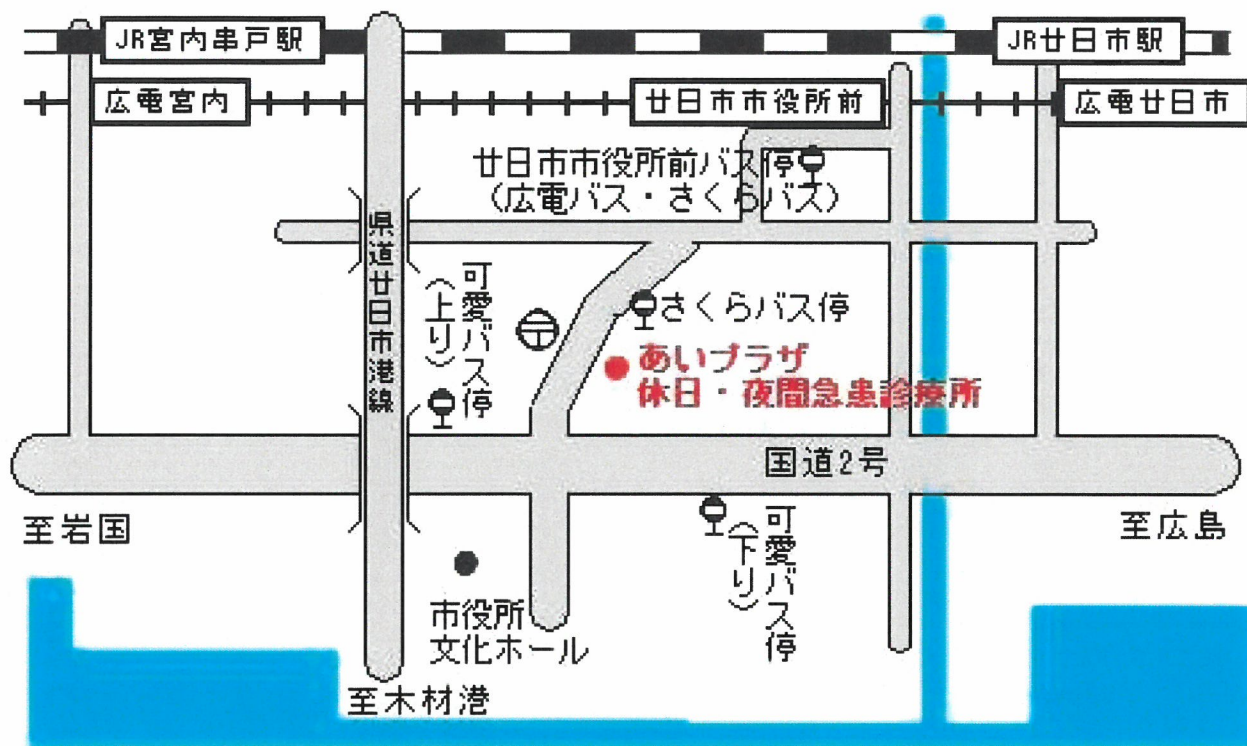 JR宮内串戸駅
JR廿日市駅
広電宮内
廿日市市役所前
広電廿日市
廿日市市役所前バス停
（広電バス・さくらバス）
県道廿日市港線
可愛バス停
（上り）
さくらバス停
あいプラザ
休日・夜間急患診療所
国道2号
至岩国
至広島
可愛バス停
（下り）
市役所
文化ホール
至木材港